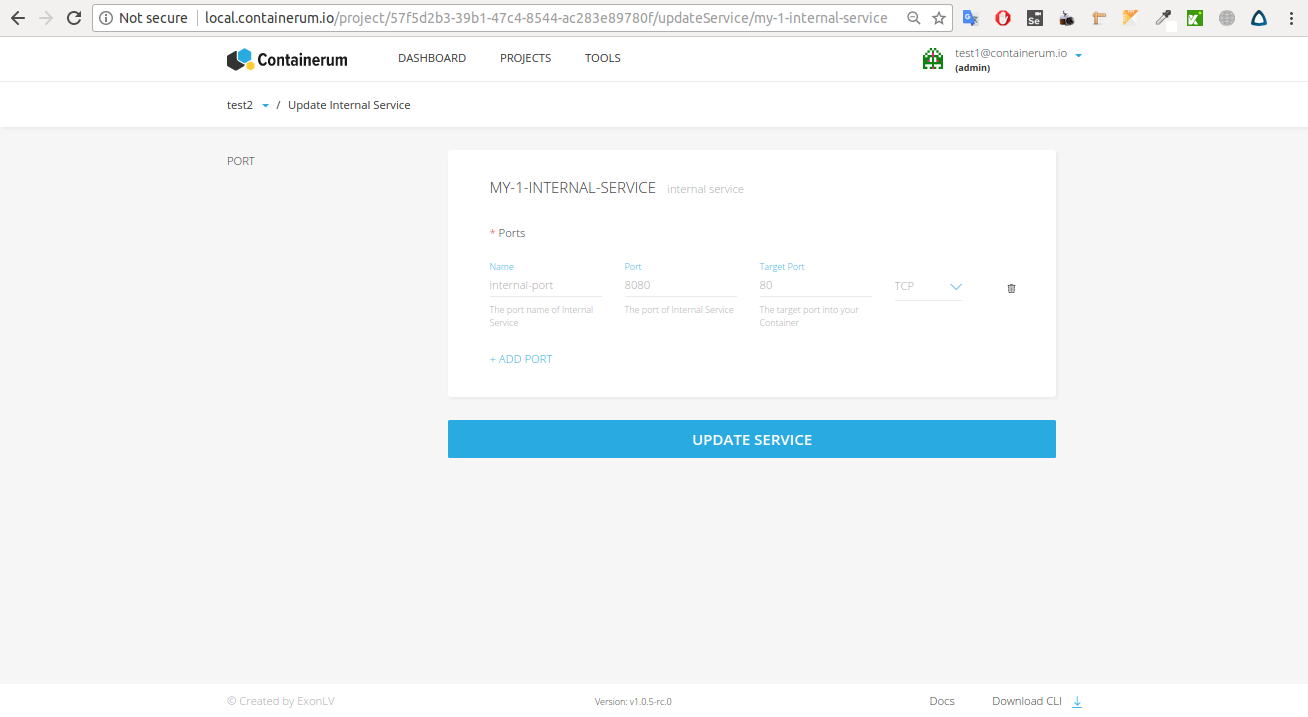 Not secure local.containerum.io/project/57f5d2b3-39b1-47c4-8544-ac283e89780f/updateService/my-1-internal-service
Se
K
Containerum DASHBOARD PROJECTS TOOLS test1@containerum.io
(admin)
test2 / Update Internal Service
PORT
MY-1-INTERNAL-SERVICE internal service
* Ports
Name Port Target Port
internal-port 8080 80 TCP
The port name of Internal The port of Internal Service The target port into your
Service Container
+ ADD PORT
UPDATE SERVICE
© Created by ExonLV Version: v1.0.5-rc.0 Docs Download CLI